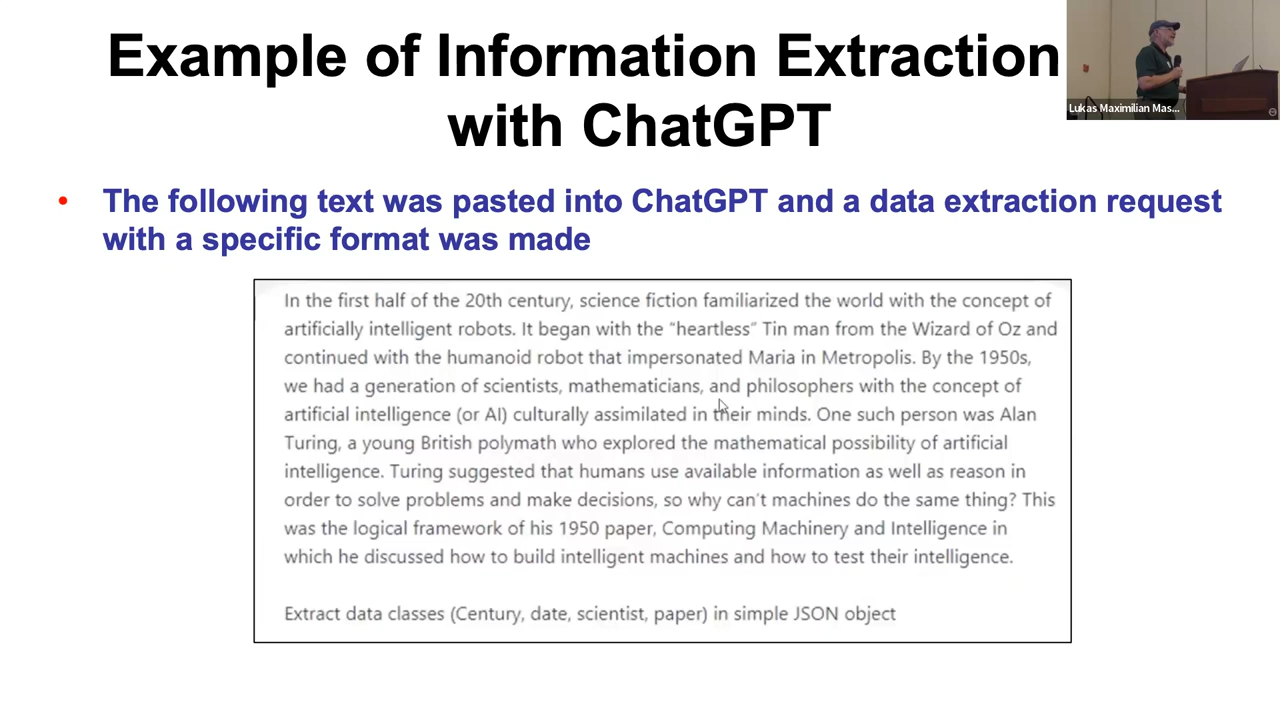 Example of Information Extraction
with ChatGPT
Lukas Maximilian Mas...
• The following text was pasted into ChatGPT and a data extraction request
with a specific format was made
In the first half of the 20th century, science fiction familiarized the world with the concept of
artificially intelligent robots. It began with the “heartless” Tin man from the Wizard of Oz and
continued with the humanoid robot that impersonated Maria in Metropolis. By the 1950s,
we had a generation of scientists, mathematicians, and philosophers with the concept of
artificial intelligence (or AI) culturally assimilated in their minds. One such person was Alan
Turing, a young British polymath who explored the mathematical possibility of artificial
intelligence. Turing suggested that humans use available information as well as reason in
order to solve problems and make decisions, so why can’t machines do the same thing? This
was the logical framework of his 1950 paper, Computing Machinery and Intelligence in
which he discussed how to build intelligent machines and how to test their intelligence.
Extract data classes (Century, date, scientist, paper) in simple JSON object